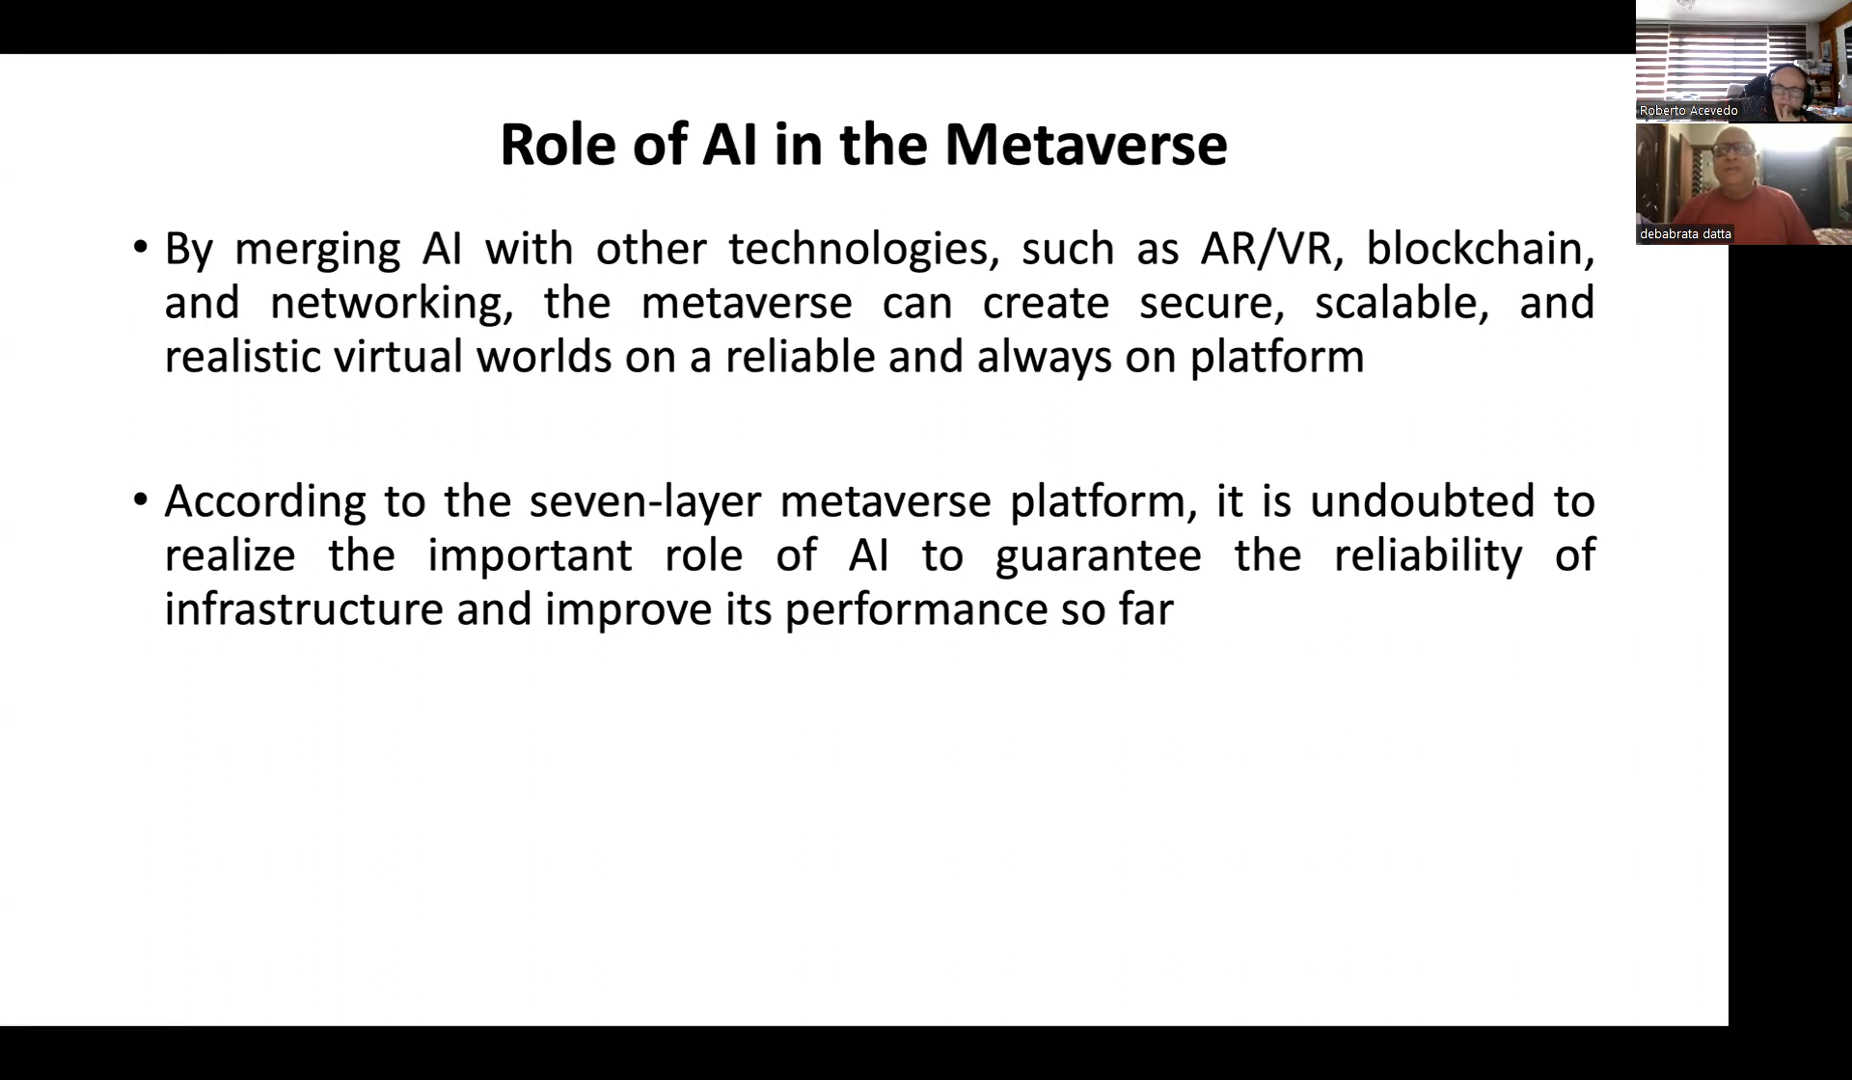 Role of AI in the Metaverse
• By merging AI with other technologies, such as AR/VR, blockchain,
and networking, the metaverse can create secure, scalable, and
realistic virtual worlds on a reliable and always on platform
• According to the seven-layer metaverse platform, it is undoubted to
realize the important role of AI to guarantee the reliability of
infrastructure and improve its performance so far
Roberto Acevedo
debabrata datta